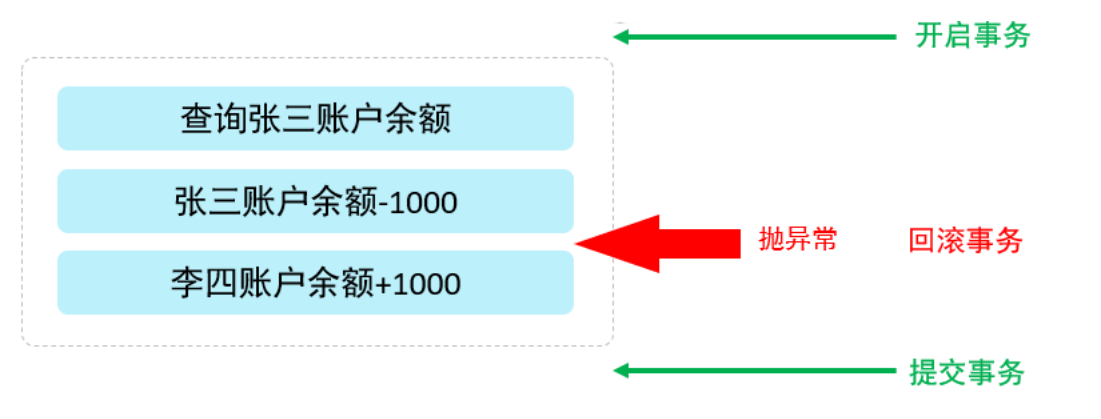 开启事务
查询张三账户余额
张三账户余额-1000
抛异常 回滚事务
李四账户余额+1000
提交事务